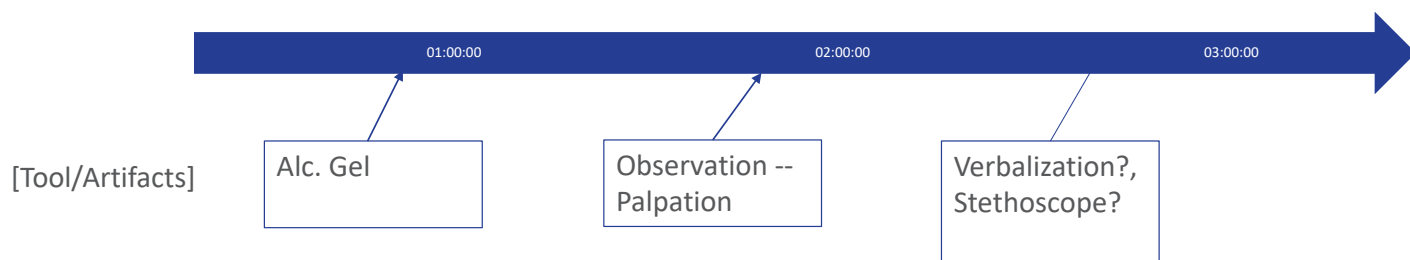 01:00:00 02:00:00 03:00:00
[Tool/Artifacts]
Alc. Gel
Observation --
Palpation
Verbalization?,
Stethoscope?